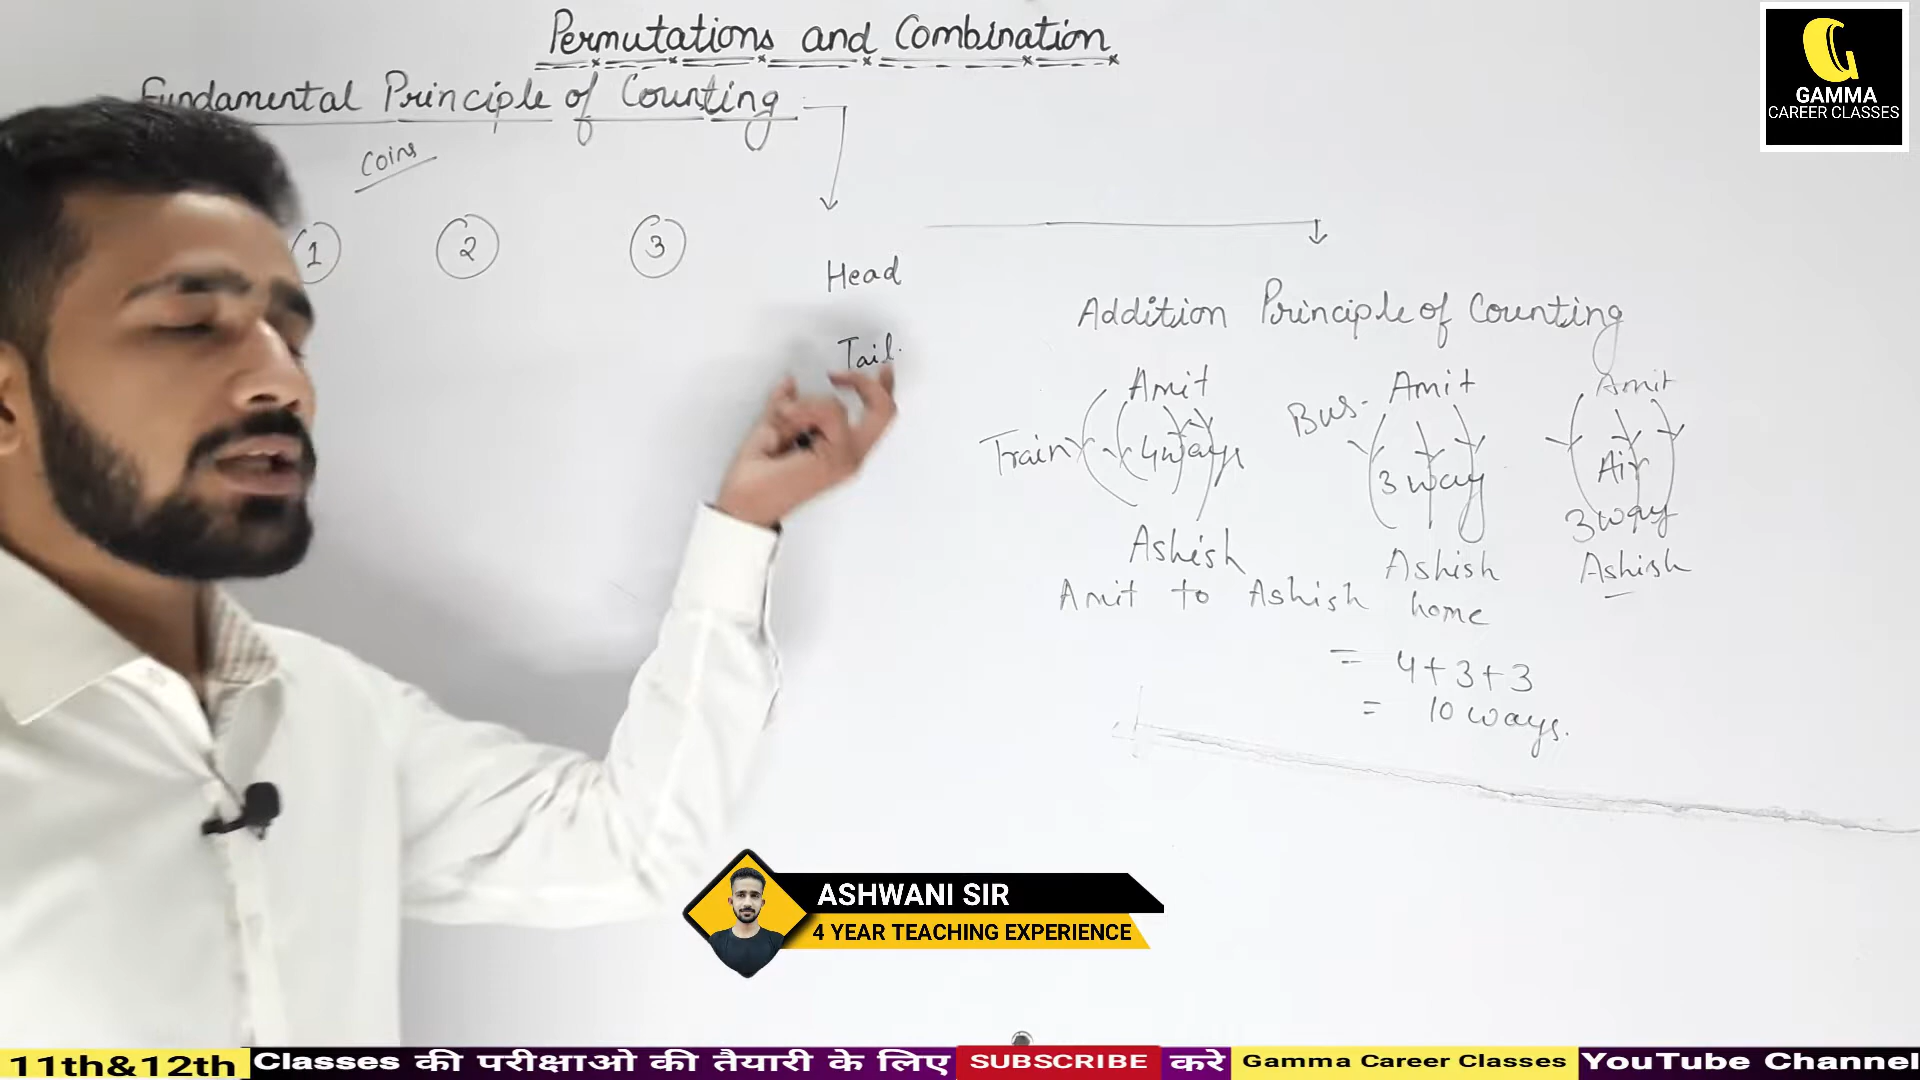 Permutations and Combination
Fundamental Principle of Counting
Coins
1 2 3
Head
Tail.
Addition Principle of Counting
Amit
Train 4 ways
Ashish
Bus- Amit
3 way
Ashish
Amit
Air
3 way
Ashish
Amit to Ashish home
= 4+3+3
= 10 ways.
GAMMA
CAREER CLASSES
ASHWANI SIR
4 YEAR TEACHING EXPERIENCE
11th&12th Classes की परीक्षाओ की तैयारी के लिए SUBSCRIBE करे Gamma Career Classes YouTube Channel